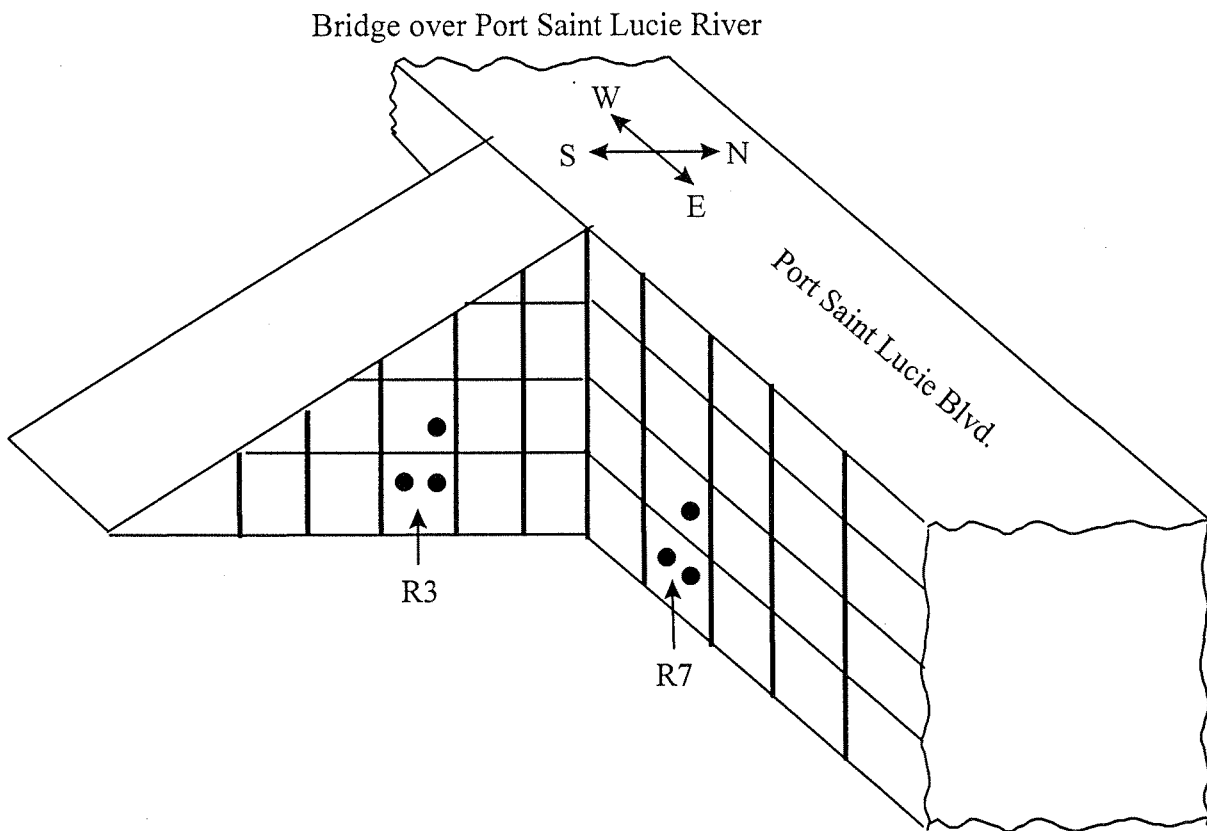 Bridge over Port Saint Lucie River
W
S
N
E
Port Saint Lucie Blvd.
R3
R7